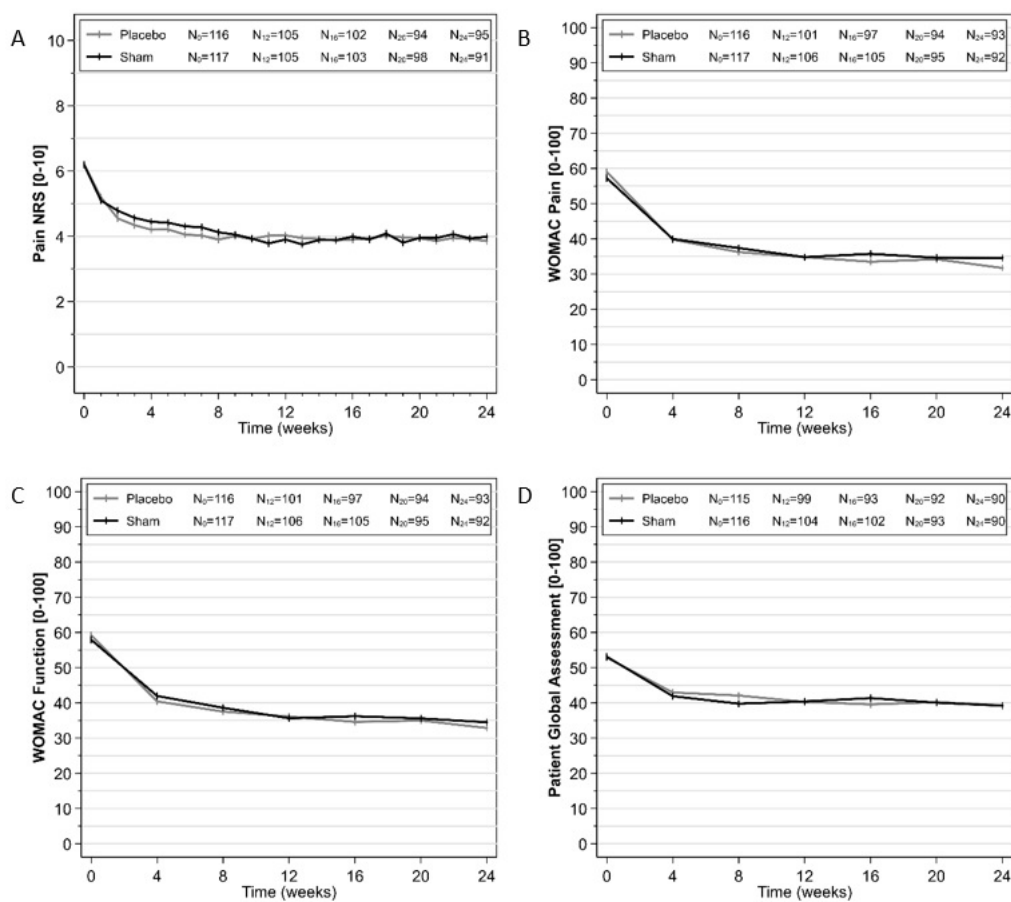 A
Placebo N₀=116 N₁₂=105 N₁₆=102 N₂₀=94 N₂₄=95
Sham N₀=117 N₁₂=105 N₁₆=103 N₂₀=98 N₂₄=91
Pain NRS [0-10]
10
8
6
4
2
0
0 4 8 12 16 20 24
Time (weeks)
B
Placebo N₀=116 N₁₂=101 N₁₆=97 N₂₀=94 N₂₄=93
Sham N₀=117 N₁₂=106 N₁₆=105 N₂₀=95 N₂₄=92
WOMAC Pain [0-100]
100
90
80
70
60
50
40
30
20
10
0
0 4 8 12 16 20 24
Time (weeks)
C
Placebo N₀=116 N₁₂=101 N₁₆=97 N₂₀=94 N₂₄=93
Sham N₀=117 N₁₂=106 N₁₆=105 N₂₀=95 N₂₄=92
WOMAC Function [0-100]
100
90
80
70
60
50
40
30
20
10
0
0 4 8 12 16 20 24
Time (weeks)
D
Placebo N₀=115 N₁₂=99 N₁₆=93 N₂₀=92 N₂₄=90
Sham N₀=116 N₁₂=104 N₁₆=102 N₂₀=93 N₂₄=90
Patient Global Assessment [0-100]
100
90
80
70
60
50
40
30
20
10
0
0 4 8 12 16 20 24
Time (weeks)